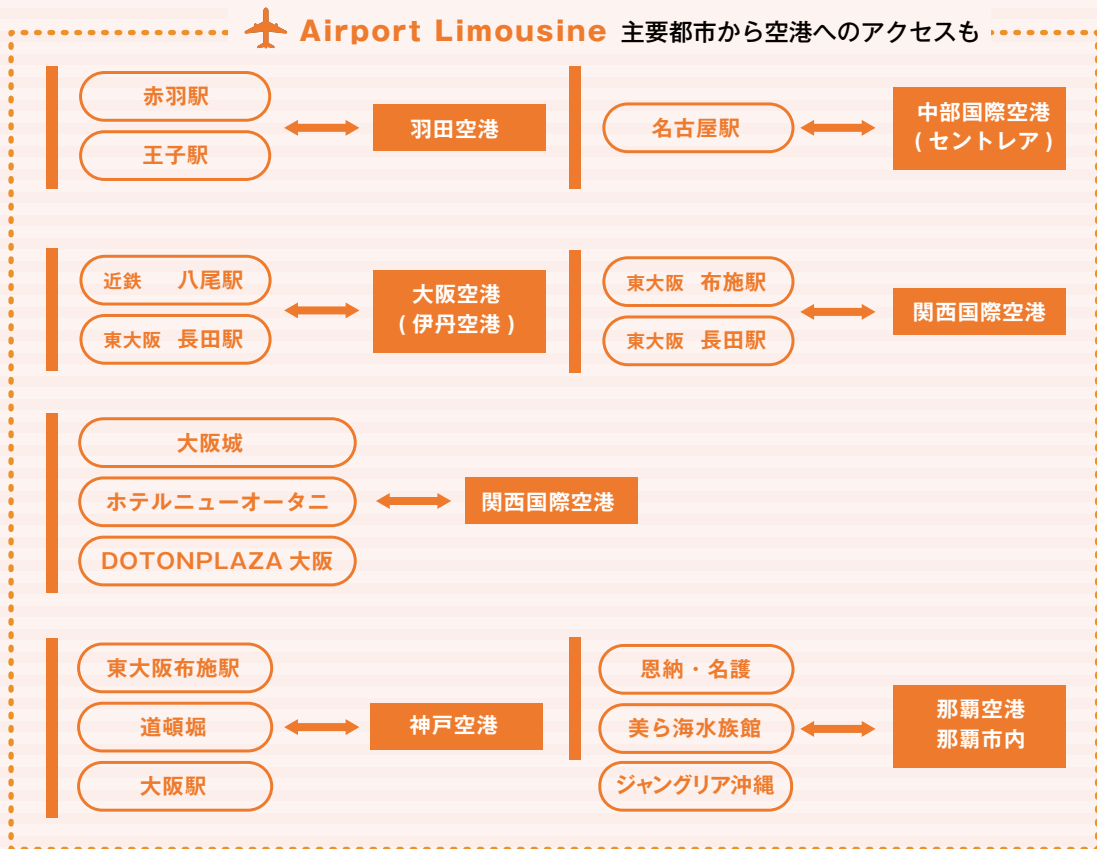 Airport Limousine 主要都市から空港へのアクセスも
赤羽駅
王子駅
羽田空港
名古屋駅
中部国際空港
( セントレア )
近鉄 八尾駅
東大阪 長田駅
大阪空港
( 伊丹空港 )
東大阪 布施駅
東大阪 長田駅
関西国際空港
大阪城
ホテルニューオータニ
DOTONPLAZA 大阪
関西国際空港
東大阪布施駅
道頓堀
大阪駅
神戸空港
恩納・名護
美ら海水族館
ジャングリア沖縄
那覇空港
那覇市内